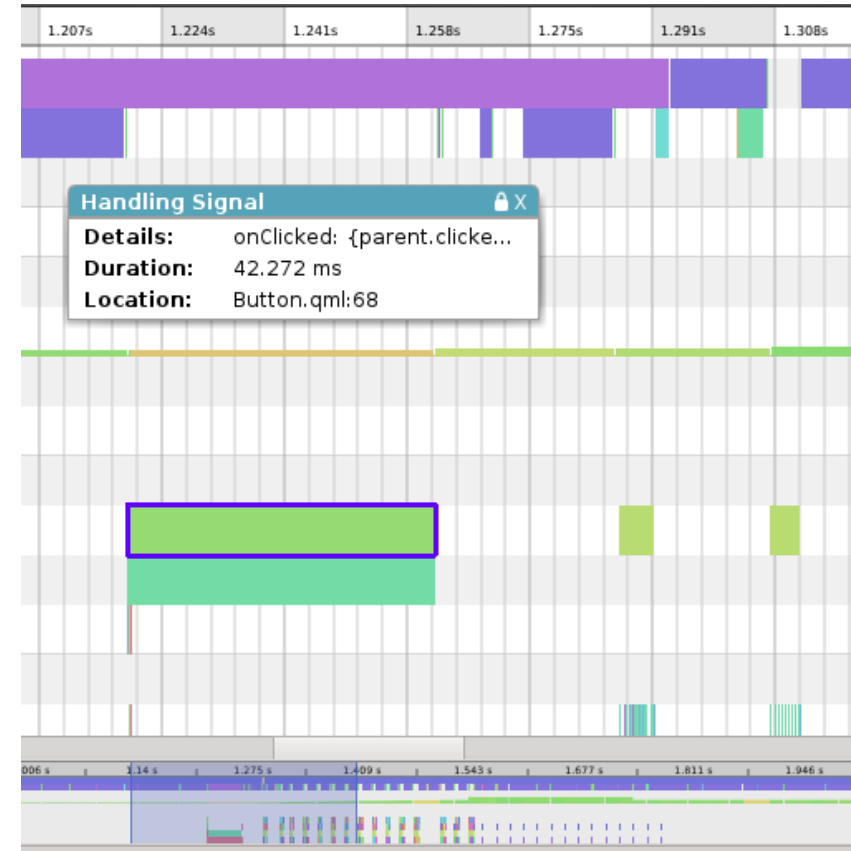 1.207s 1.224s 1.241s 1.258s 1.275s 1.291s 1.308s
Handling Signal X
Details: onClicked: {parent.clicke...
Duration: 42.272 ms
Location: Button.qml:68
006 s 1.14 s 1.275 s 1.409 s 1.543 s 1.677 s 1.811 s 1.946 s